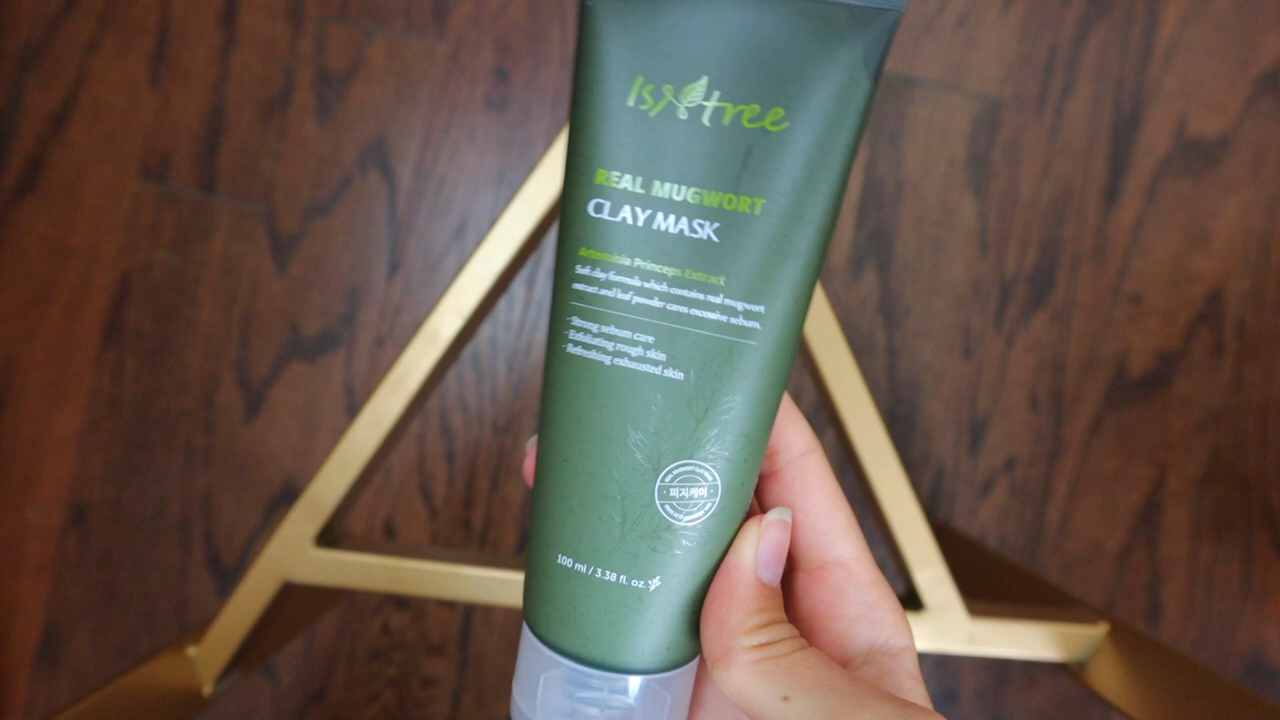 IsNtree
REAL MUGWORT
CLAY MASK
Artemisia Princeps Extract
Soft clay formula which contains real mugwort
extract and leaf powder cares excessive sebum.
-Strong sebum care
-Exfoliating rough skin
-Refreshing exhausted skin
· 피지케어 ·
100 ml / 3.38 fl. oz.